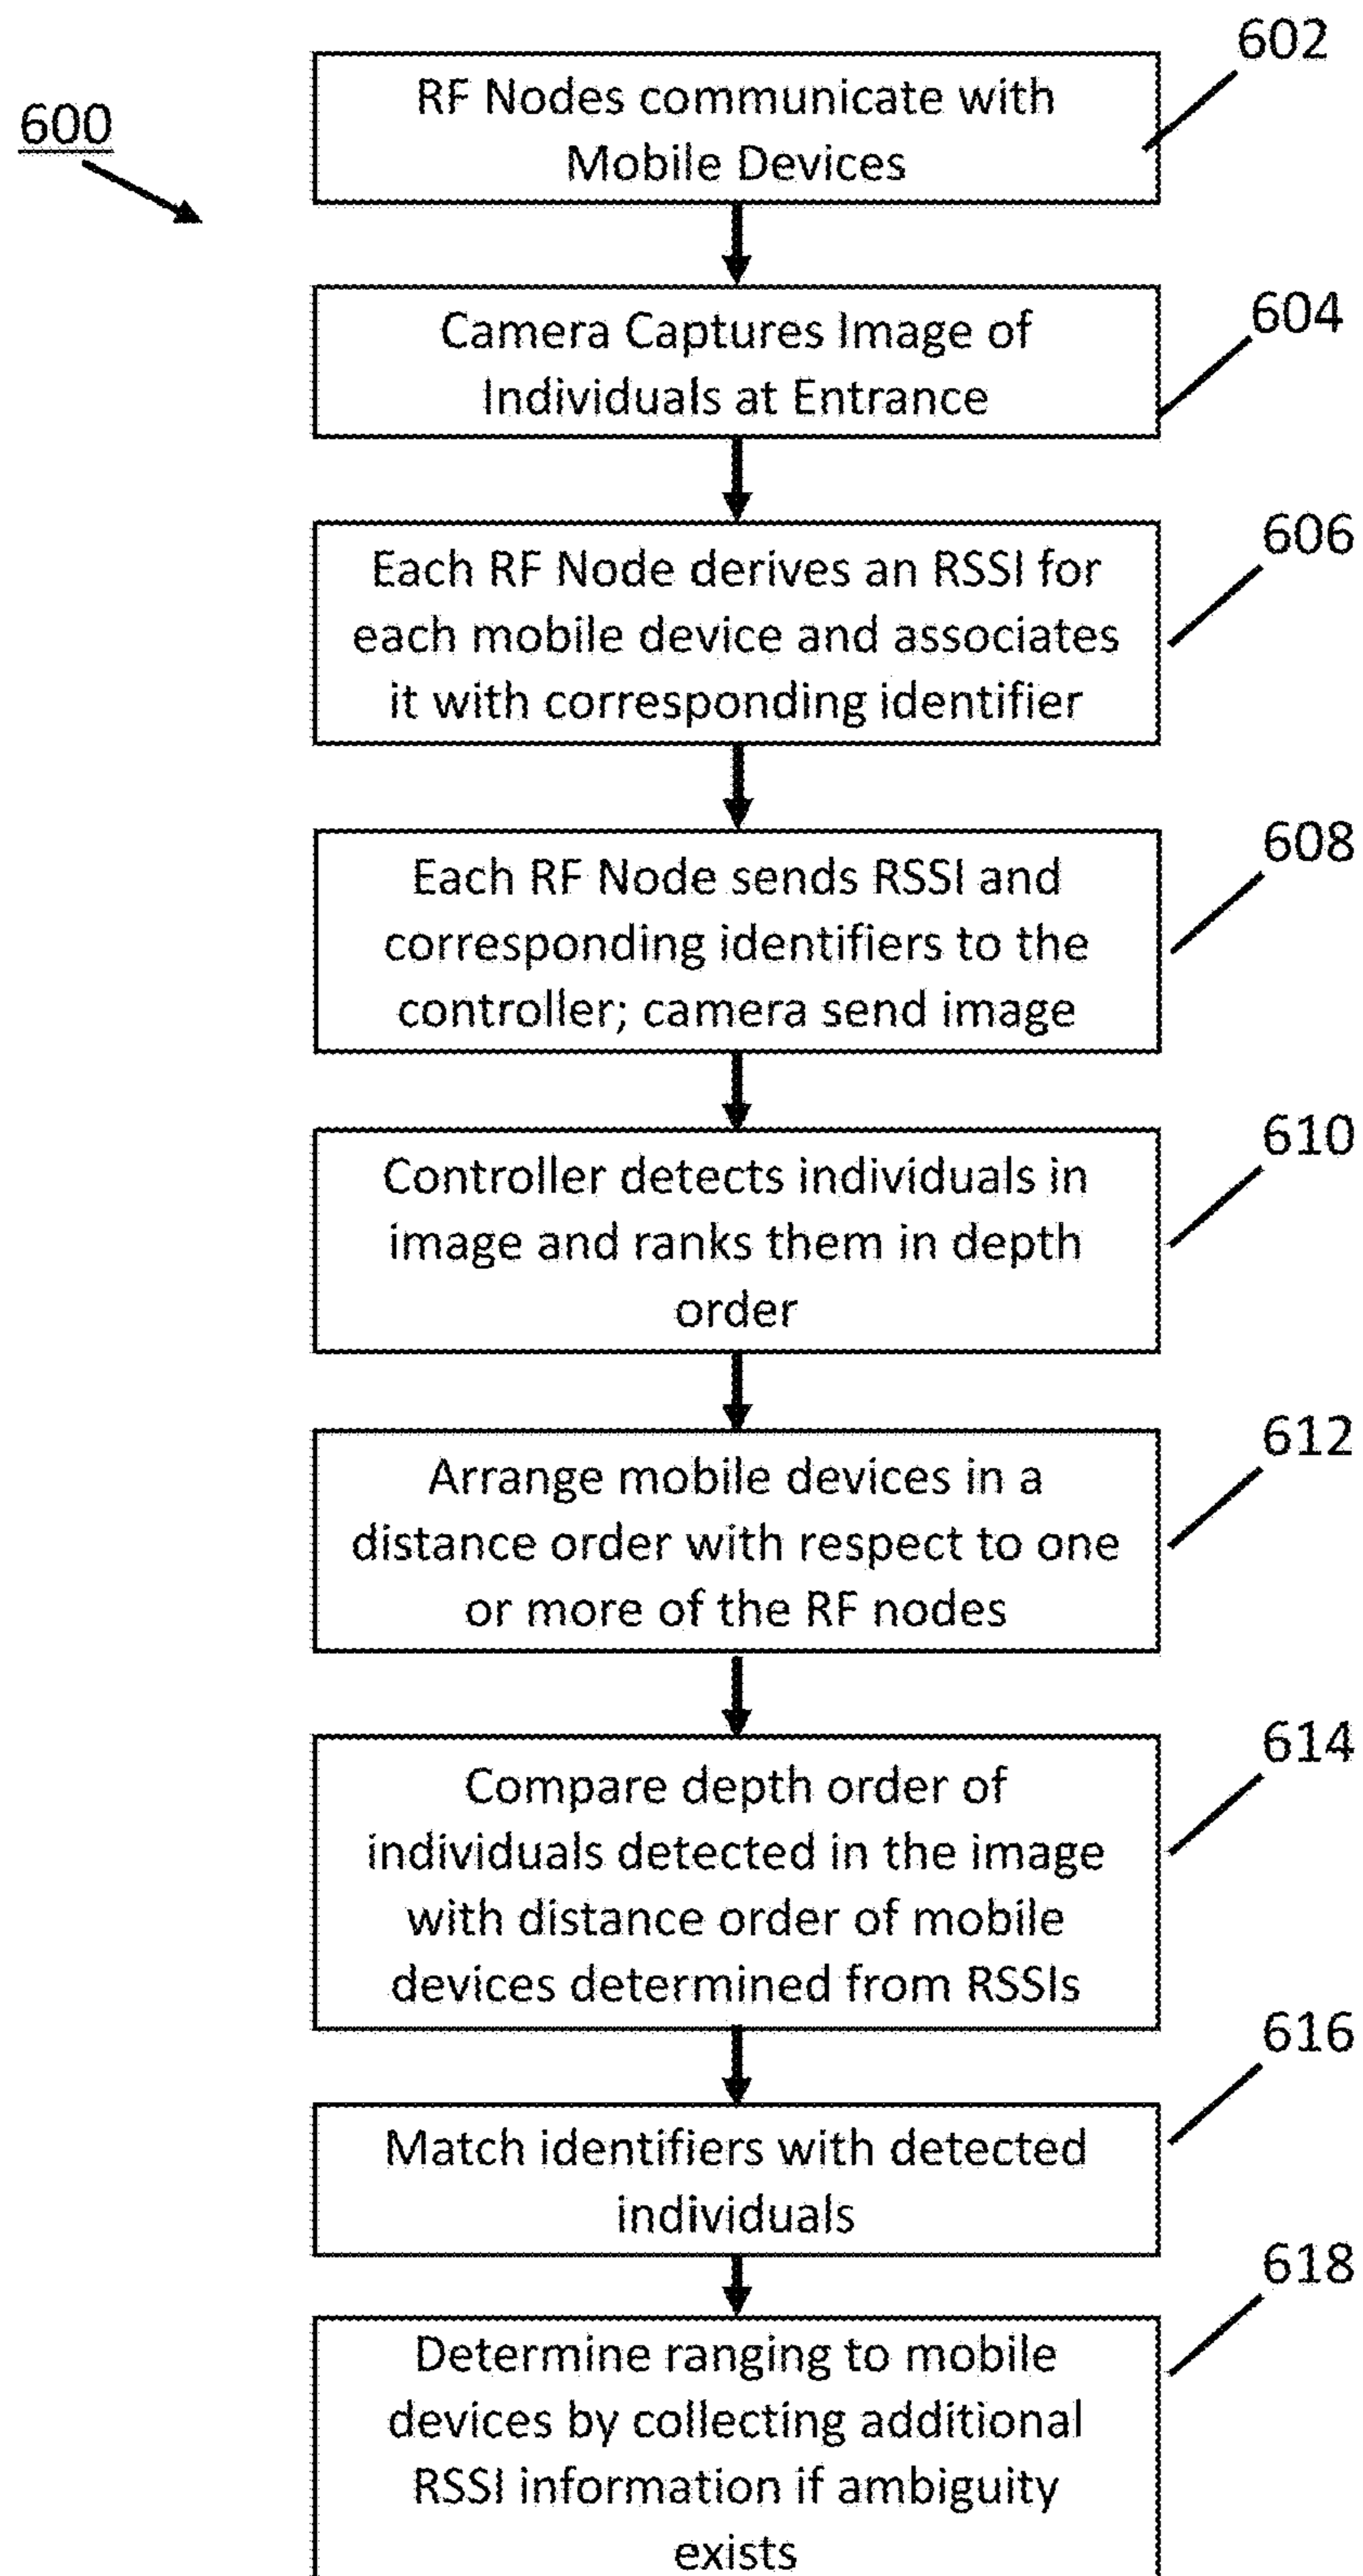 602
600
RF Nodes communicate with
Mobile Devices
604
Camera Captures Image of
Individuals at Entrance
606
Each RF Node derives an RSSI for
each mobile device and associates
it with corresponding identifier
608
Each RF Node sends RSSI and
corresponding identifiers to the
controller; camera send image
610
Controller detects individuals in
image and ranks them in depth
order
612
Arrange mobile devices in a
distance order with respect to one
or more of the RF nodes
614
Compare depth order of
individuals detected in the image
with distance order of mobile
devices determined from RSSIs
616
Match identifiers with detected
individuals
618
Determine ranging to mobile
devices by collecting additional
RSSI information if ambiguity
exists